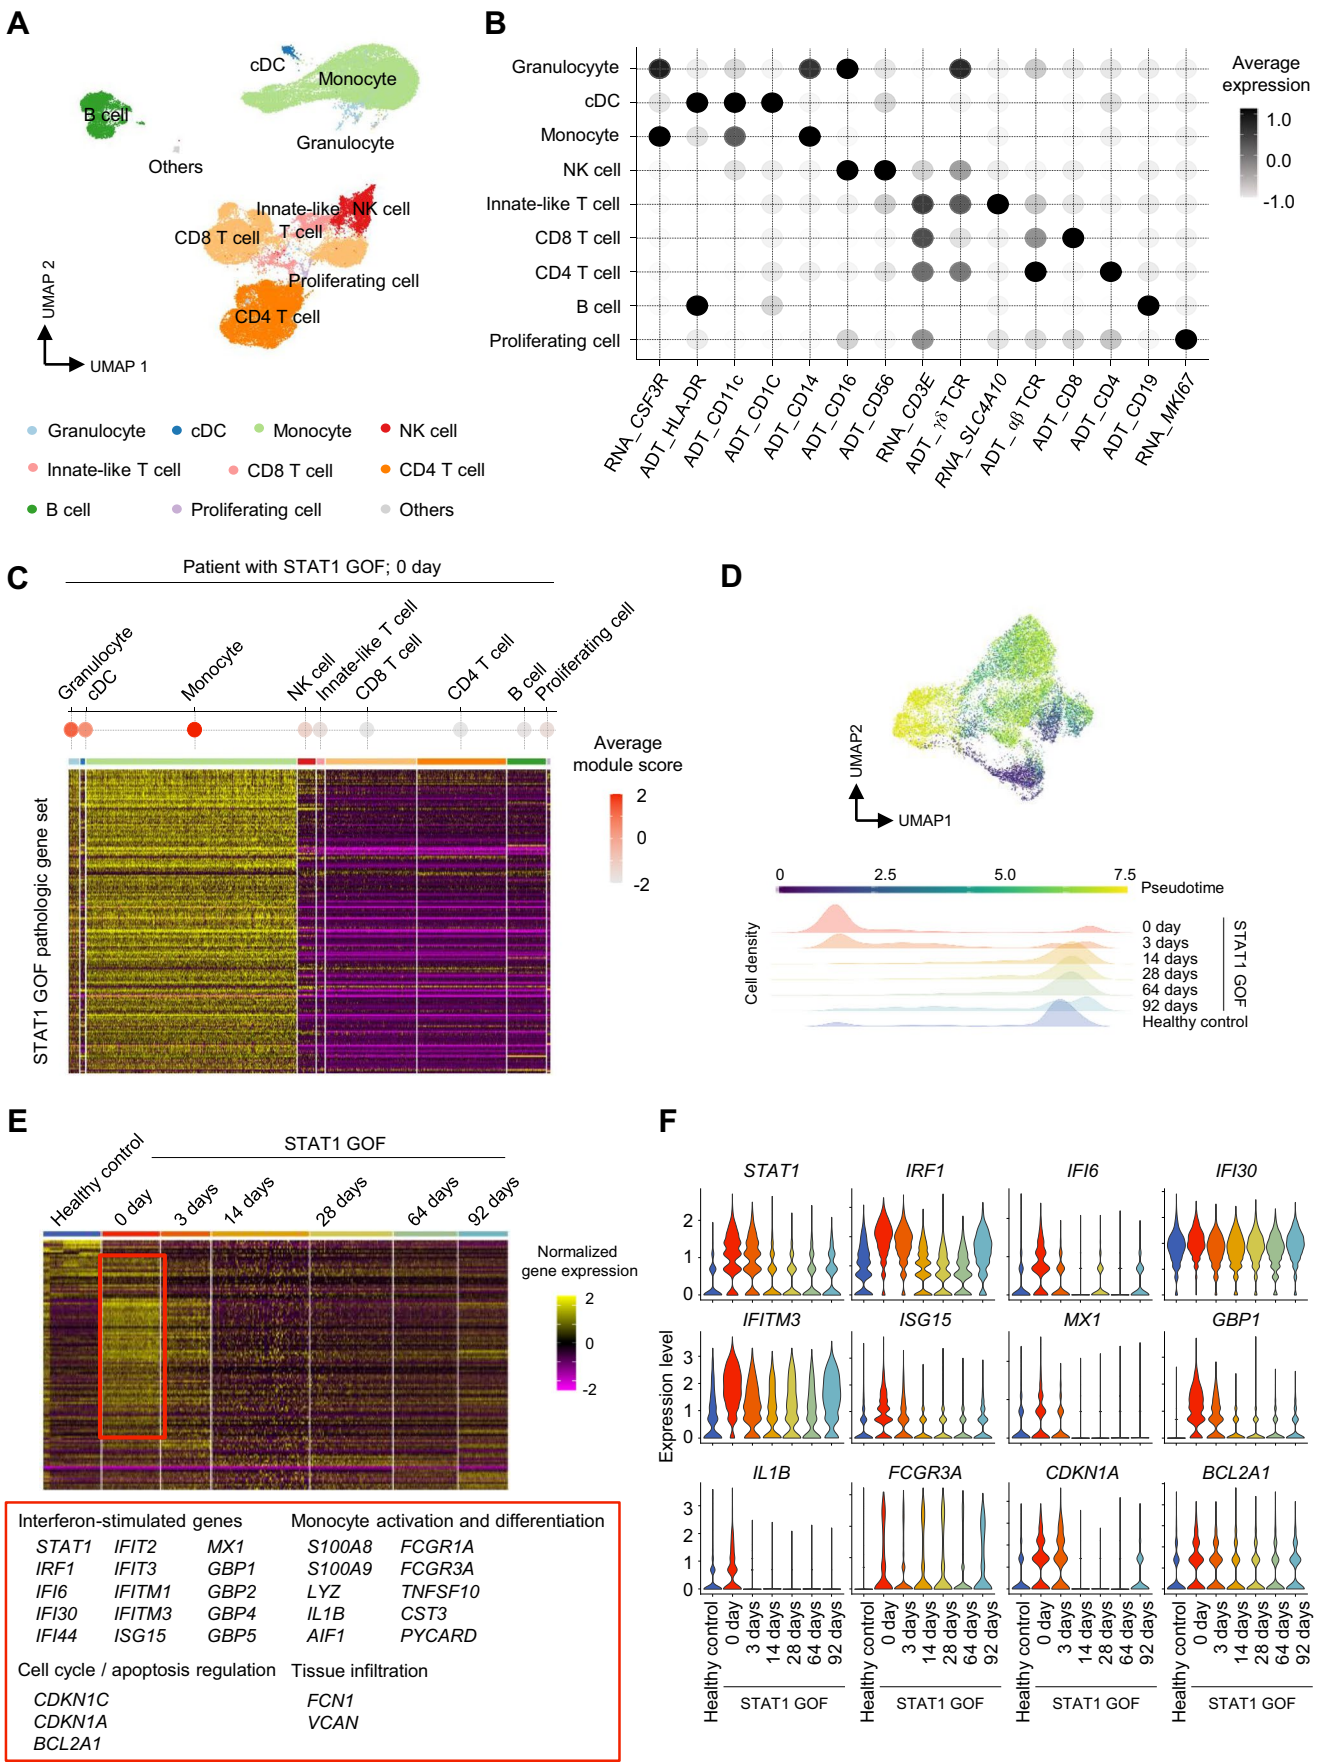 A
cDC
Monocyte
B cell
Granulocyte
Others
Innate-like NK cell
T cell
CD8 T cell
Proliferating cell
CD4 T cell
UMAP 2
UMAP 1
Granulocyte
cDC
Monocyte
NK cell
Innate-like T cell
CD8 T cell
CD4 T cell
B cell
Proliferating cell
Others
B
Granulocyyte
cDC
Monocyte
NK cell
Innate-like T cell
CD8 T cell
CD4 T cell
B cell
Proliferating cell
RNA_CSF3R
ADT_HLA-DR
ADT_CD11c
ADT_CD1C
ADT_CD14
ADT_CD16
ADT_CD56
RNA_CD3E
ADT_γδ TCR
RNA_SLC4A10
ADT_αβ TCR
ADT_CD8
ADT_CD4
ADT_CD19
RNA_MKI67
Average
expression
1.0
0.0
-1.0
C
Patient with STAT1 GOF; 0 day
Granulocyte
cDC
Monocyte
NK cell
Innate-like T cell
CD8 T cell
CD4 T cell
B cell
Proliferating cell
STAT1 GOF pathologic gene set
Average
module score
2
0
-2
D
UMAP2
UMAP1
0 2.5 5.0 7.5
Pseudotime
Cell density
0 day
3 days
14 days
28 days
64 days
92 days
Healthy control
STAT1 GOF
E
STAT1 GOF
Healthy control
0 day
3 days
14 days
28 days
64 days
92 days
Normalized
gene expression
2
0
-2
Interferon-stimulated genes
STAT1 IFIT2 MX1
IRF1 IFIT3 GBP1
IFI6 IFITM1 GBP2
IFI30 IFITM3 GBP4
IFI44 ISG15 GBP5
Monocyte activation and differentiation
S100A8 FCGR1A
S100A9 FCGR3A
LYZ TNFSF10
IL1B CST3
AIF1 PYCARD
Cell cycle / apoptosis regulation
CDKN1C
CDKN1A
BCL2A1
Tissue infiltration
FCN1
VCAN
F
Expression level
STAT1 IRF1 IFI6 IFI30
2
1
0
IFITM3 ISG15 MX1 GBP1
3
2
1
0
IL1B FCGR3A CDKN1A BCL2A1
3
2
1
0
Healthy control
0 day
3 days
14 days
28 days
64 days
92 days
Healthy control
0 day
3 days
14 days
28 days
64 days
92 days
Healthy control
0 day
3 days
14 days
28 days
64 days
92 days
Healthy control
0 day
3 days
14 days
28 days
64 days
92 days
STAT1 GOF
STAT1 GOF
STAT1 GOF
STAT1 GOF